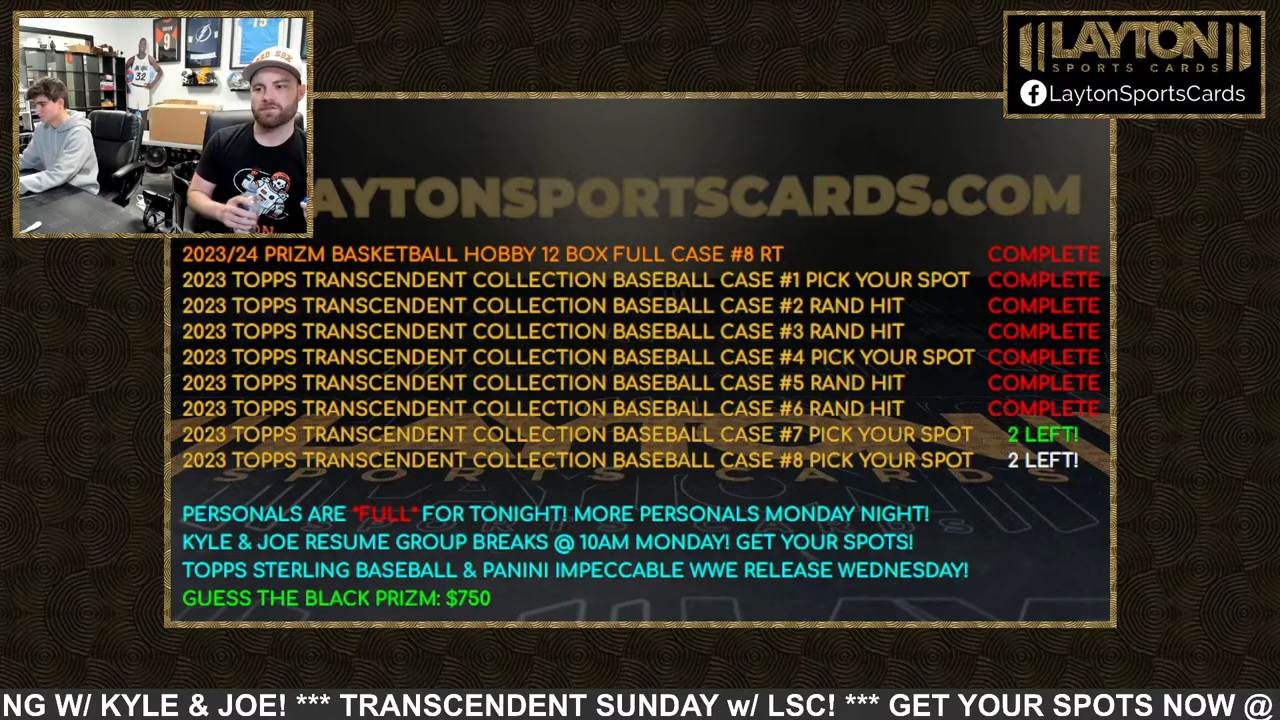 LAYTON
SPORTS CARDS
LaytonSportsCards
RED SOX
9
15
32
AYTONSPORTSCARDS.COM
2023/24 PRIZM BASKETBALL HOBBY 12 BOX FULL CASE #8 RT COMPLETE
2023 TOPPS TRANSCENDENT COLLECTION BASEBALL CASE #1 PICK YOUR SPOT COMPLETE
2023 TOPPS TRANSCENDENT COLLECTION BASEBALL CASE #2 RAND HIT COMPLETE
2023 TOPPS TRANSCENDENT COLLECTION BASEBALL CASE #3 RAND HIT COMPLETE
2023 TOPPS TRANSCENDENT COLLECTION BASEBALL CASE #4 PICK YOUR SPOT COMPLETE
2023 TOPPS TRANSCENDENT COLLECTION BASEBALL CASE #5 RAND HIT COMPLETE
2023 TOPPS TRANSCENDENT COLLECTION BASEBALL CASE #6 RAND HIT COMPLETE
2023 TOPPS TRANSCENDENT COLLECTION BASEBALL CASE #7 PICK YOUR SPOT 2 LEFT!
2023 TOPPS TRANSCENDENT COLLECTION BASEBALL CASE #8 PICK YOUR SPOT 2 LEFT!
SPORTS CARDS
PERSONALS ARE *FULL* FOR TONIGHT! MORE PERSONALS MONDAY NIGHT!
KYLE & JOE RESUME GROUP BREAKS @ 10AM MONDAY! GET YOUR SPOTS!
TOPPS STERLING BASEBALL & PANINI IMPECCABLE WWE RELEASE WEDNESDAY!
GUESS THE BLACK PRIZM: $750
NG W/ KYLE & JOE! *** TRANSCENDENT SUNDAY w/ LSC! *** GET YOUR SPOTS NOW @